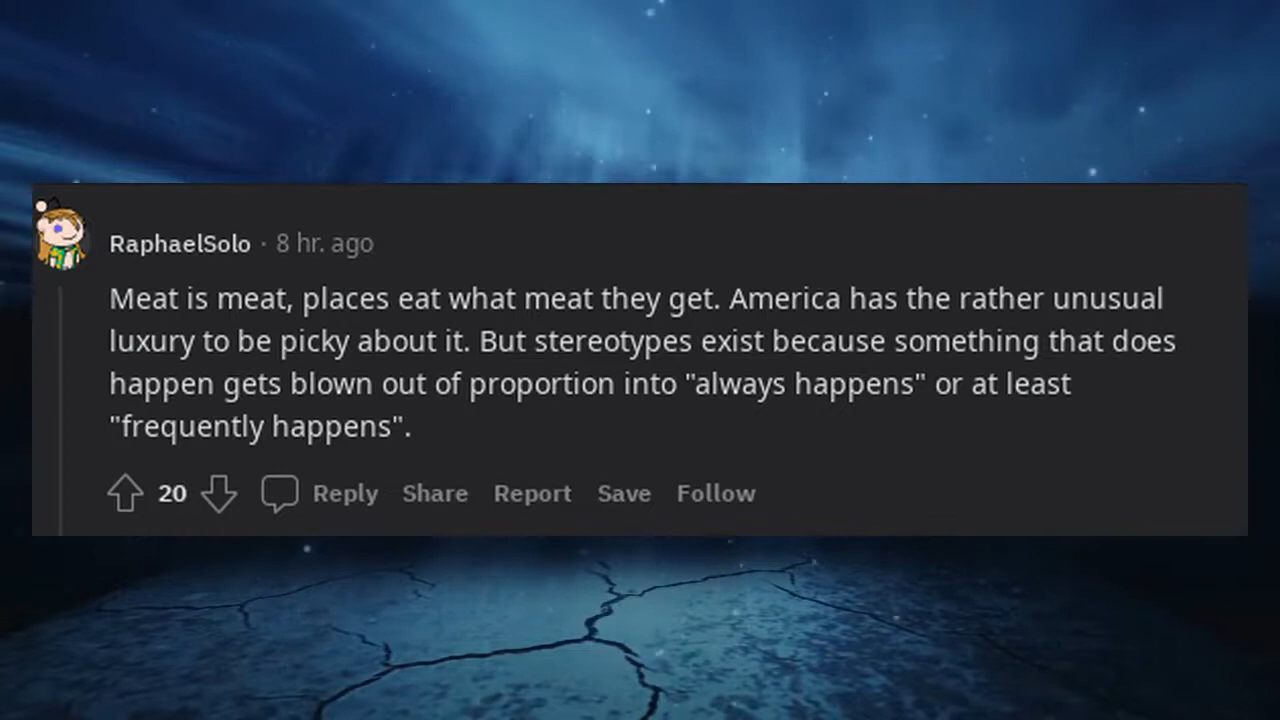 RaphaelSolo · 8 hr. ago
Meat is meat, places eat what meat they get. America has the rather unusual
luxury to be picky about it. But stereotypes exist because something that does
happen gets blown out of proportion into "always happens" or at least
"frequently happens".
20 Reply Share Report Save Follow